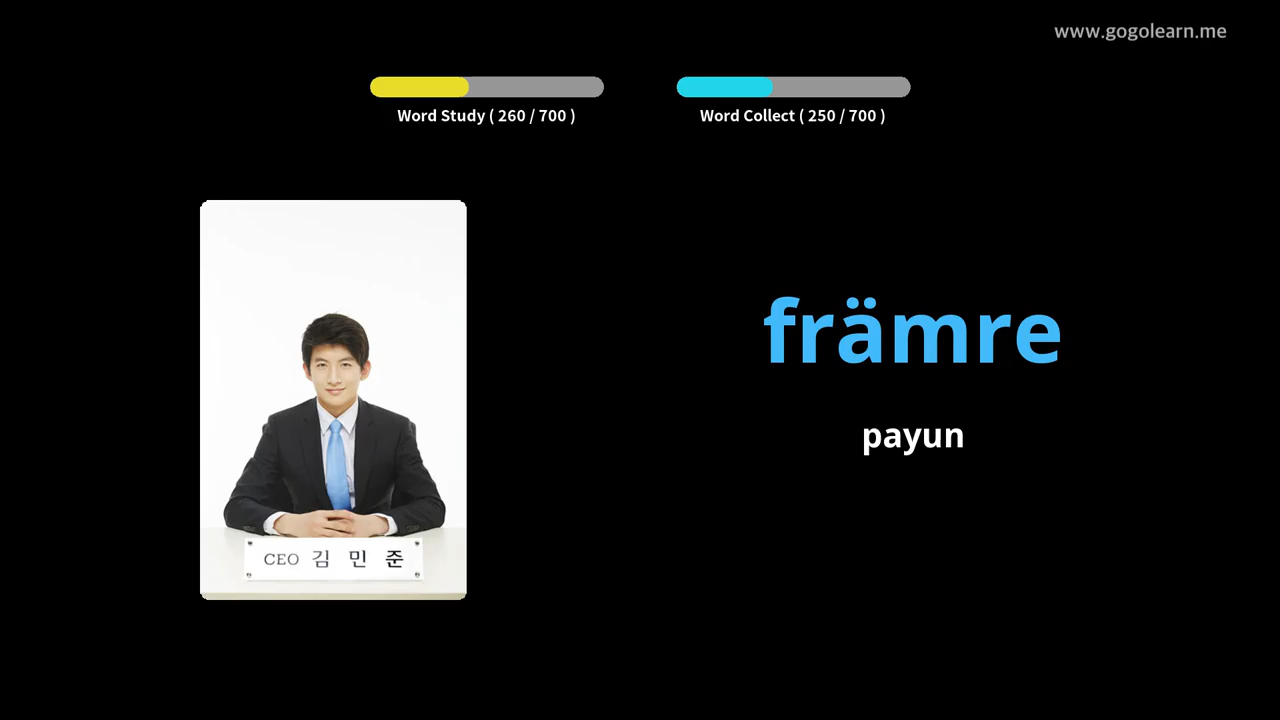 www.gogolearn.me
Word Study ( 260 / 700 )
Word Collect ( 250 / 700 )
främre
payun
CEO 김 민 준